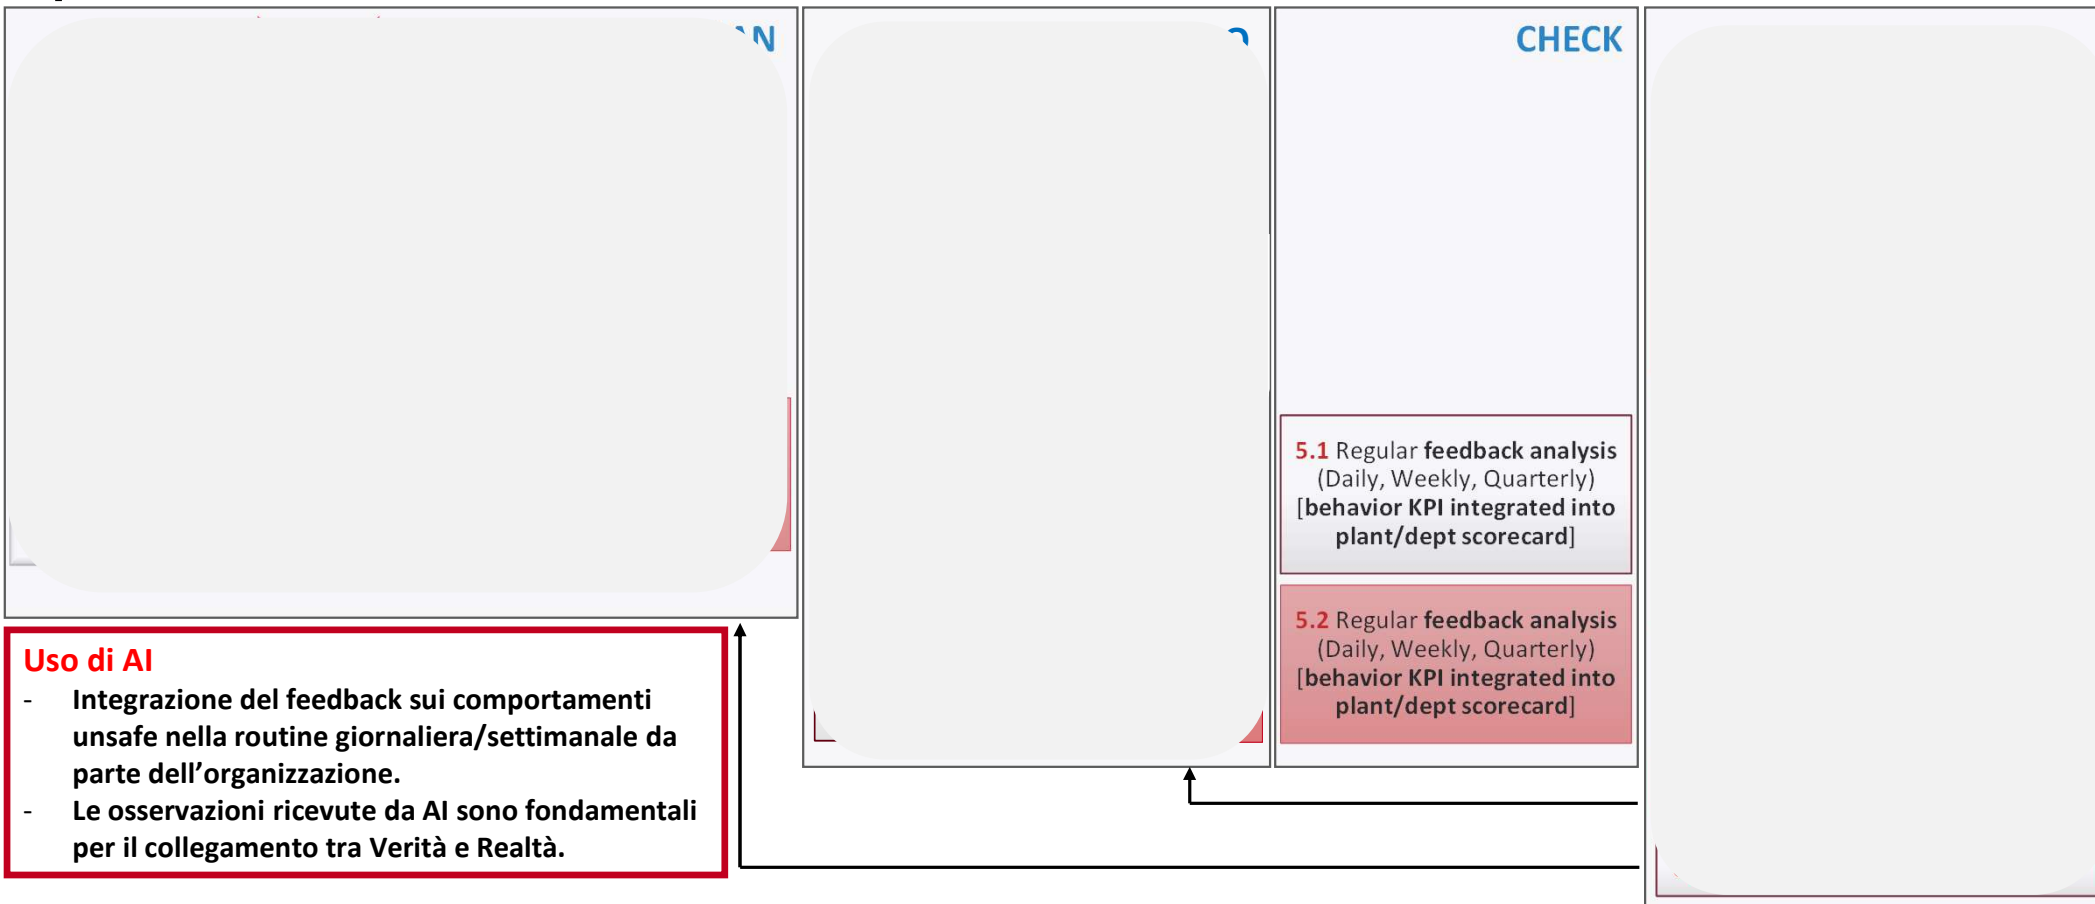 CHECK
5.1 Regular feedback analysis
(Daily, Weekly, Quarterly)
[behavior KPI integrated into
plant/dept scorecard]
5.2 Regular feedback analysis
(Daily, Weekly, Quarterly)
[behavior KPI integrated into
plant/dept scorecard]
Uso di AI
- Integrazione del feedback sui comportamenti
unsafe nella routine giornaliera/settimanale da
parte dell'organizzazione.
- Le osservazioni ricevute da AI sono fondamentali
per il collegamento tra Verità e Realtà.